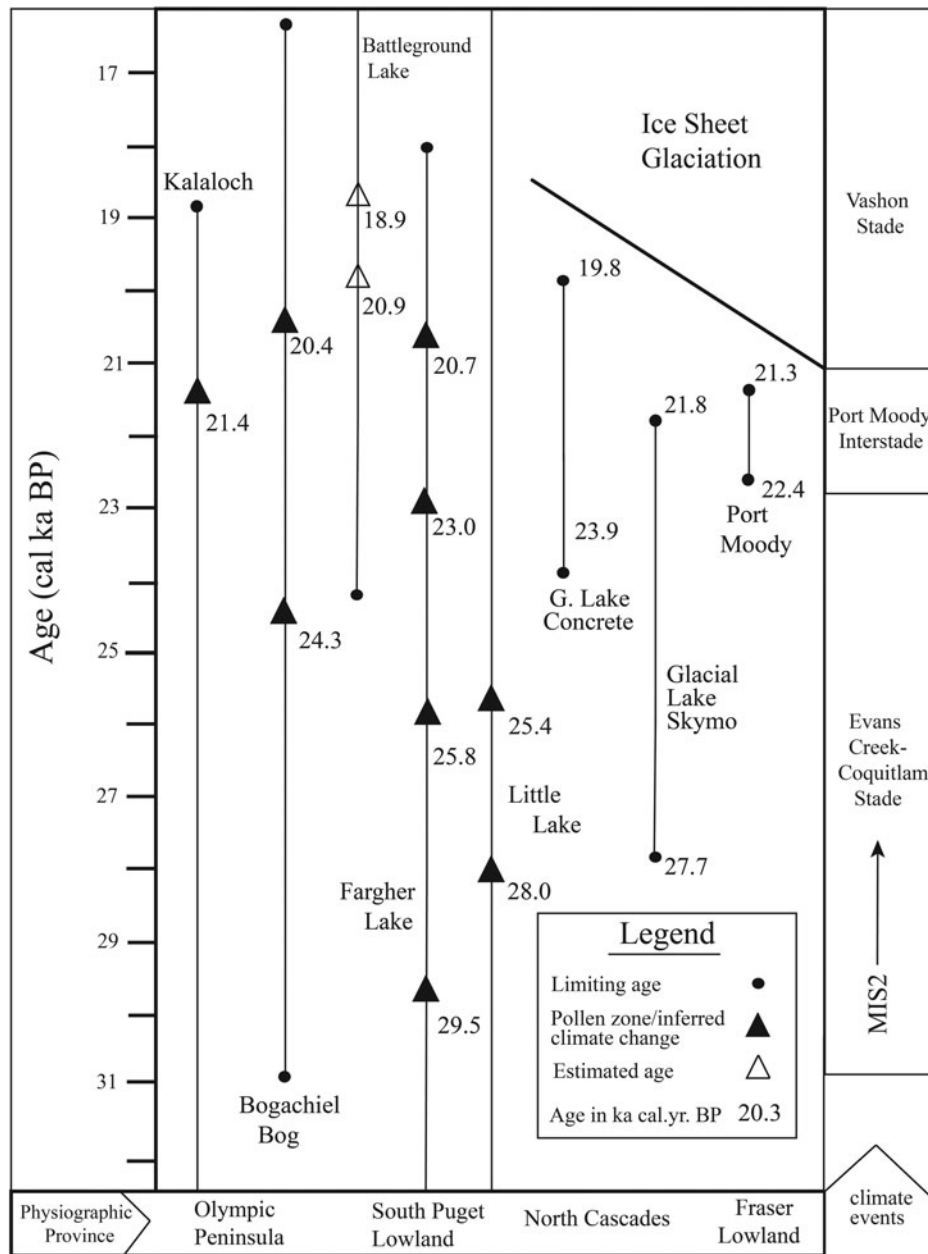 Age (cal ka BP)
17
19
21
23
25
27
29
31
Kalaloch
21.4
20.4
24.3
Bogachiel
Bog
Battleground
Lake
18.9
20.9
20.7
23.0
25.8
29.5
Fargher
Lake
25.4
Little
Lake
28.0
19.8
23.9
G. Lake
Concrete
21.8
Glacial
Lake
Skymo
27.7
21.3
22.4
Port
Moody
Ice Sheet
Glaciation
Legend
Limiting age
Pollen zone/inferred
climate change
Estimated age
Age in ka cal.yr. BP 20.3
Vashon
Stade
Port Moody
Interstade
Evans
Creek-
Coquitlam
Stade
MIS2
climate
events
Physiographic
Province
Olympic
Peninsula
South Puget
Lowland
North Cascades
Fraser
Lowland